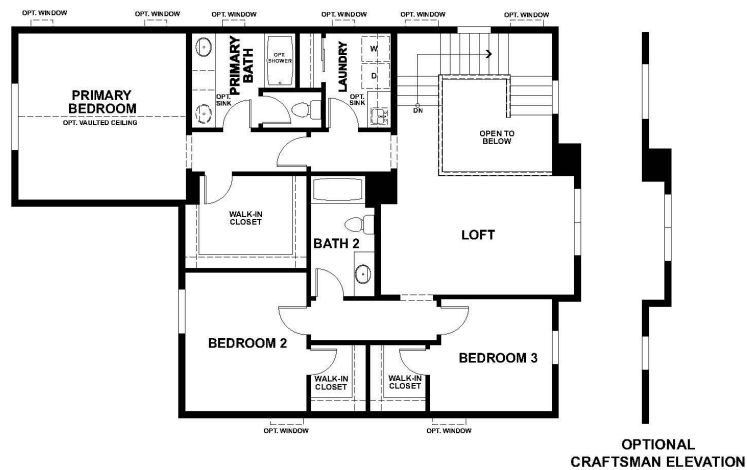 OPT. WINDOW
OPT. WINDOW
OPT. WINDOW
OPT. WINDOW
OPT. WINDOW
OPT. WINDOW
PRIMARY
BATH
OPT.
SHOWER
LAUNDRY
W.
D.
OPT.
SINK
OPT.
SINK
PRIMARY
BEDROOM
OPT. VAULTED CEILING
DN
OPEN TO
BELOW
WALK-IN
CLOSET
BATH 2
LOFT
BEDROOM 2
BEDROOM 3
WALK-IN
CLOSET
WALK-IN
CLOSET
OPT. WINDOW
OPT. WINDOW
OPTIONAL
CRAFTSMAN ELEVATION